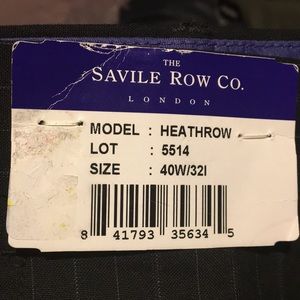 THE
SAVILE ROW CO.
LONDON
MODEL : HEATHROW
LOT : 5514
SIZE : 40W/32I
8 41793 35634 5